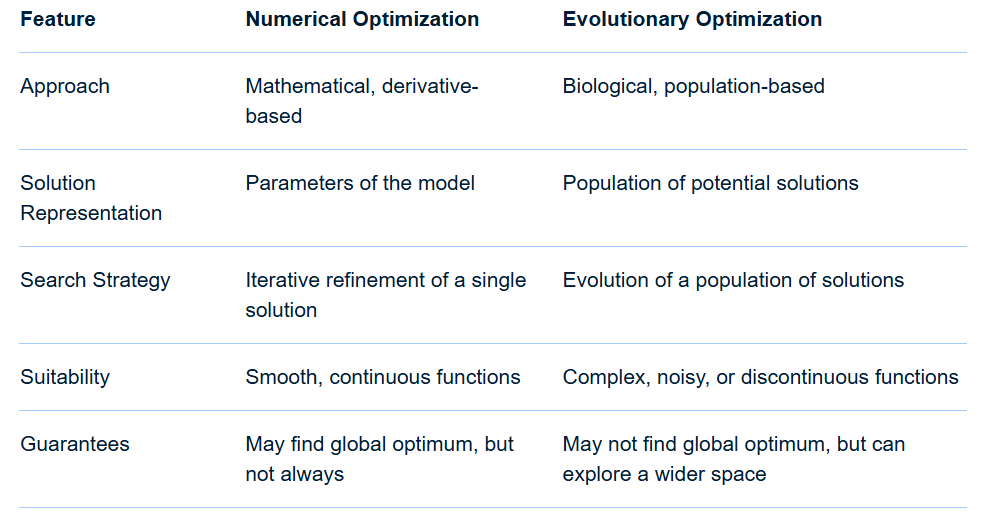 Feature Numerical Optimization Evolutionary Optimization
Approach Mathematical, derivative- Biological, population-based
based
Solution Parameters of the model Population of potential solutions
Representation
Search Strategy Iterative refinement of a single Evolution of a population of solutions
solution
Suitability Smooth, continuous functions Complex, noisy, or discontinuous functions
Guarantees May find global optimum, but May not find global optimum, but can
not always explore a wider space